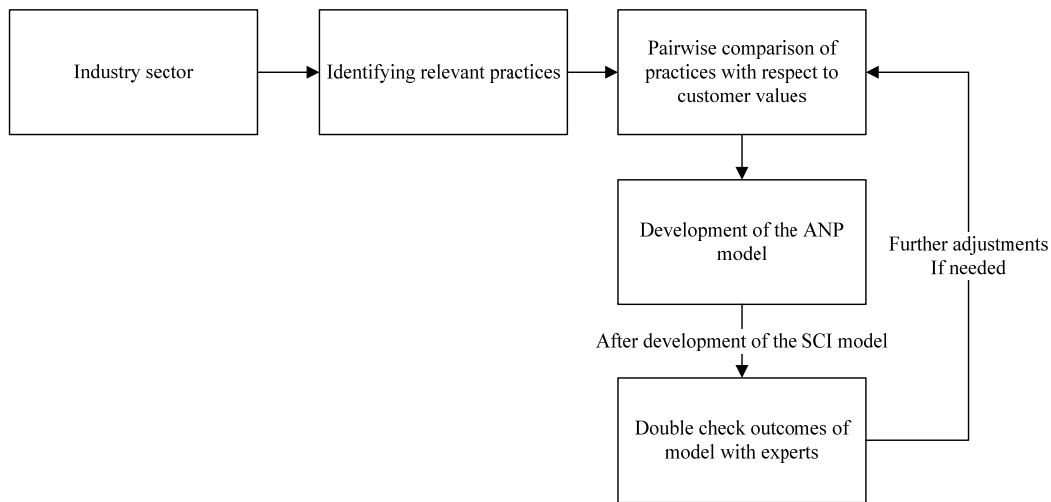 Industry sector
Identifying relevant practices
Pairwise comparison of
practices with respect to
customer values
Development of the ANP
model
Further adjustments
If needed
After development of the SCI model
Double check outcomes of
model with experts